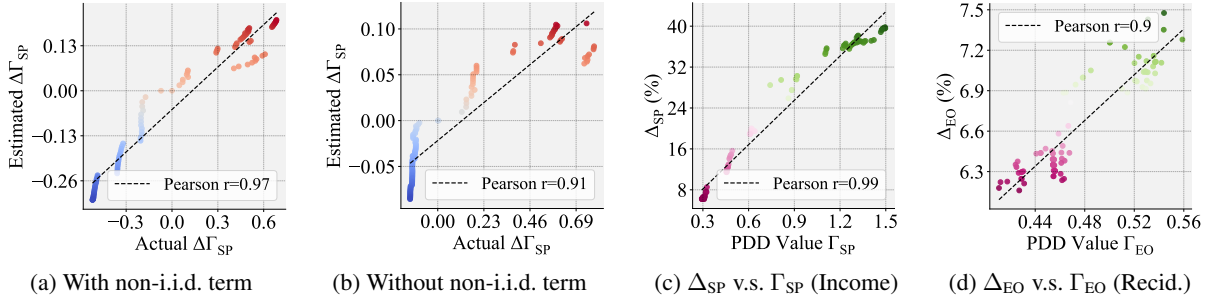 Estimated ΔΓSP
0.13
0.00
−0.13
−0.26
−0.3
0.0
0.3
0.6
Actual ΔΓSP
Pearson r=0.97
(a) With non-i.i.d. term
Estimated ΔΓSP
0.10
0.05
0.00
−0.05
0.00
0.23
0.46
0.69
Actual ΔΓSP
Pearson r=0.91
(b) Without non-i.i.d. term
ΔSP (%)
40
32
24
16
8
0.3
0.6
0.9
1.2
1.5
PDD Value ΓSP
Pearson r=0.99
(c) ΔSP v.s. ΓSP (Income)
ΔEO (%)
7.5
7.2
6.9
6.6
6.3
0.44
0.48
0.52
0.56
PDD Value ΓEO
Pearson r=0.9
(d) ΔEO v.s. ΓEO (Recid.)